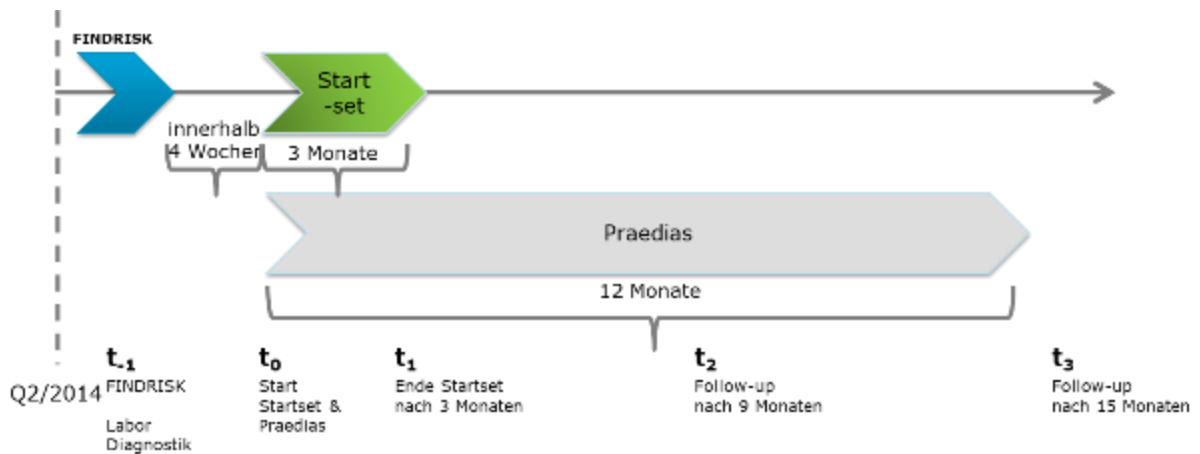 FINDRISK
Start
-set
innerhalb
4 Wochen
3 Monate
Praedias
12 Monate
t-1
FINDRISK
Labor
Diagnostik
t0
Start
Startset &
Praedias
t1
Ende Startset
nach 3 Monaten
t2
Follow-up
nach 9 Monaten
t3
Follow-up
nach 15 Monaten
Q2/2014